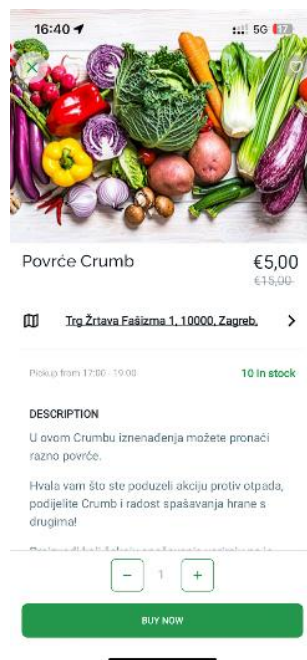 16:40
5G 17
Povrće Crumb
€5,00
€15,00
Trg Žrtava Fašizma 1, 10000, Zagreb,
Pickup from 17:00 - 19:00
10 in stock
DESCRIPTION
U ovom Crumbu iznenađenja možete pronaći
razno povrće.
Hvala vam što ste poduzeli akciju protiv otpada,
podijelite Crumb i radost spašavanja hrane s
drugima!
- 1 +
BUY NOW